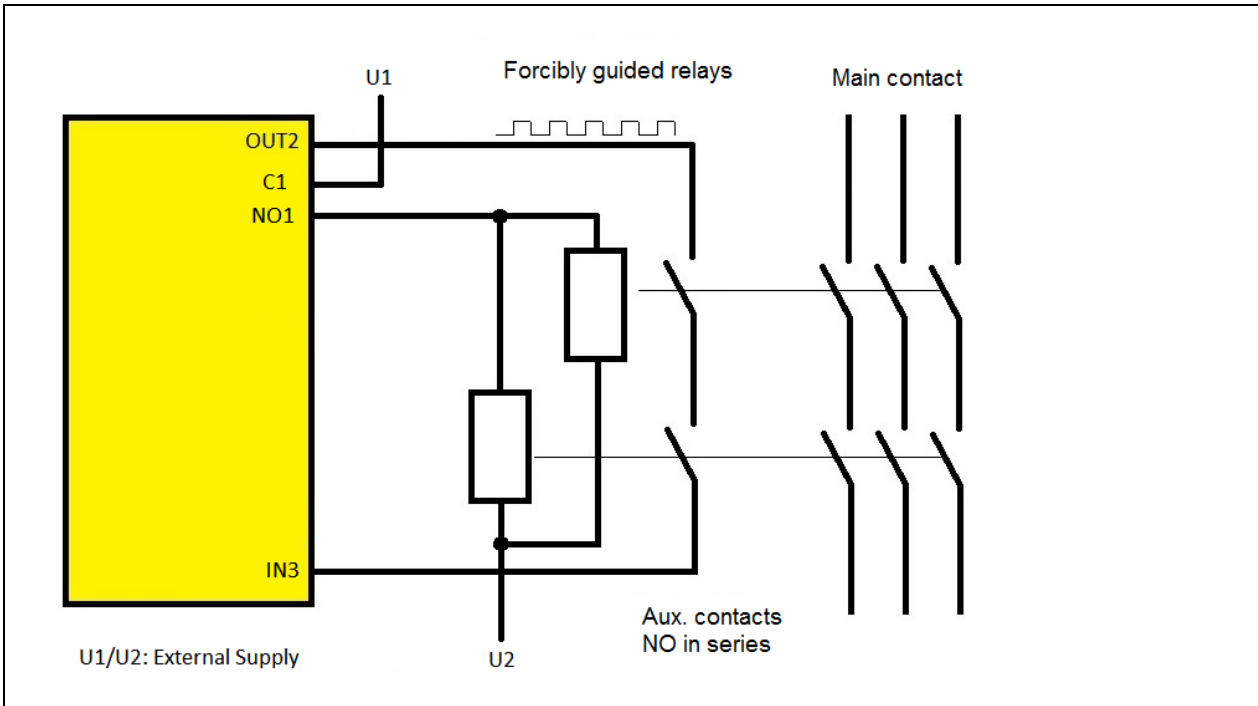 U1
Forcibly guided relays
Main contact
OUT2
C1
NO1
IN3
Aux. contacts
NO in series
U1/U2: External Supply
U2